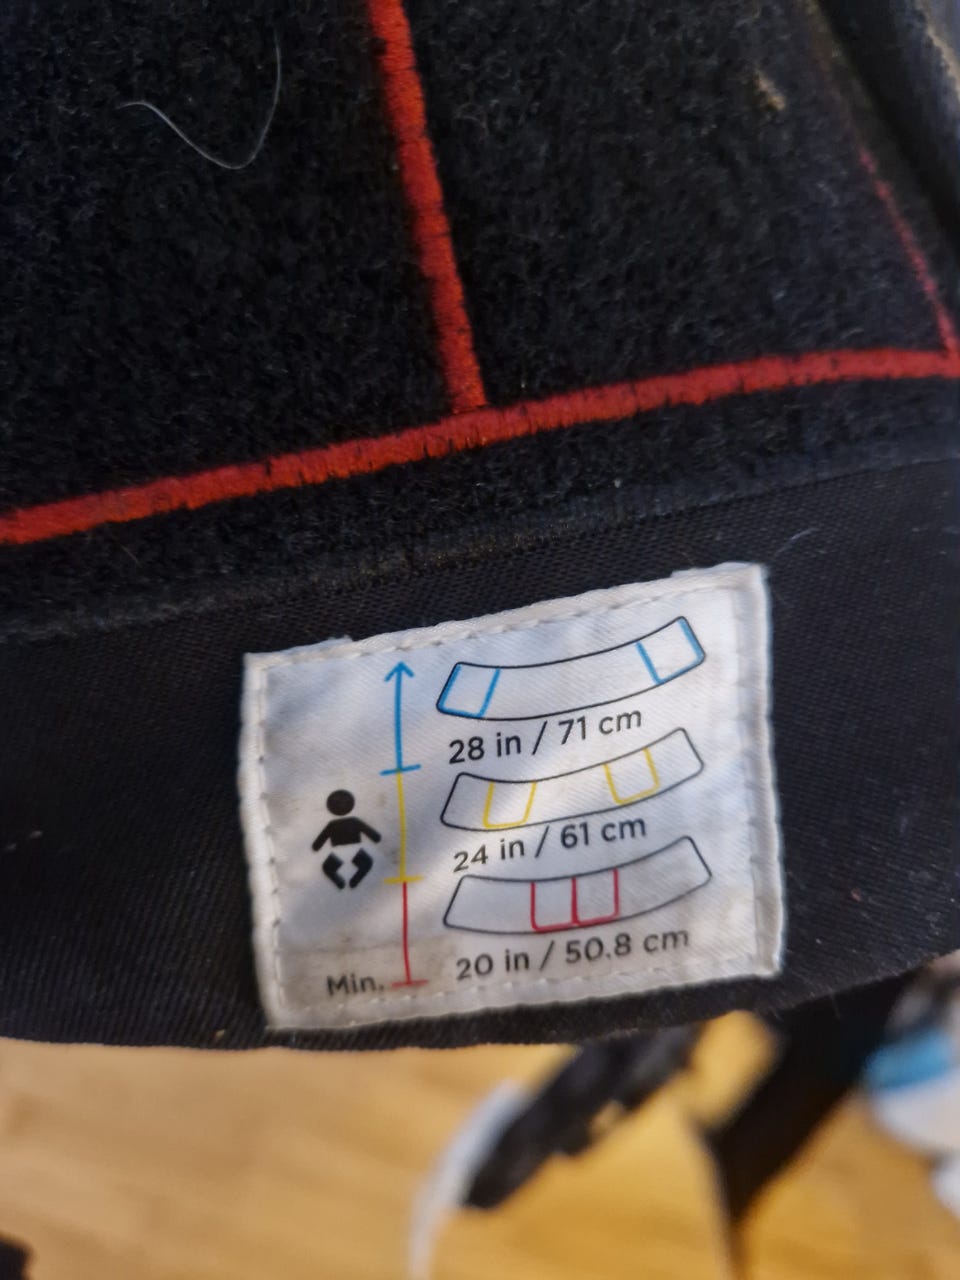 28 in / 71 cm
24 in / 61 cm
20 in / 50.8 cm
Min.